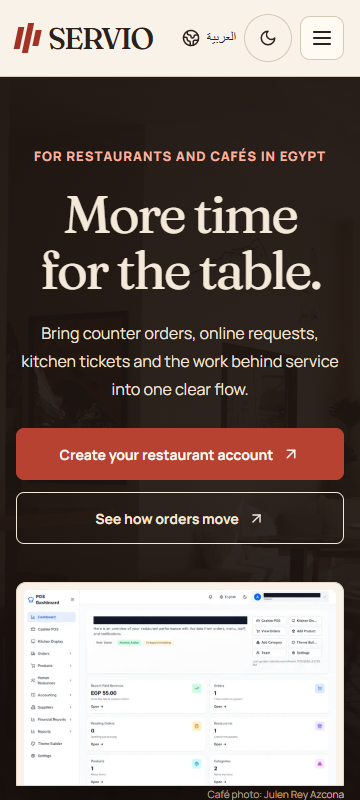 SERVIO
العربية
FOR RESTAURANTS AND CAFÉS IN EGYPT
More time
for the table.
Bring counter orders, online requests,
kitchen tickets and the work behind service
into one clear flow.
Create your restaurant account
See how orders move
POS
Dashboard
English
Dashboard
Cashier POS
Kitchen Display
Orders
Products
Human
Resources
Accounting
Suppliers
Financial Reports
Reports
Theme Builder
Settings
Cashier POS
View Orders
Add Product
Add Category
Team
Settings
EGP 55.00
Orders
1
Pending Orders
0
Open
Restaurants
1
Open
Products
1
Open
Categories
2
Open
Café photo: Julen Rey Azcona